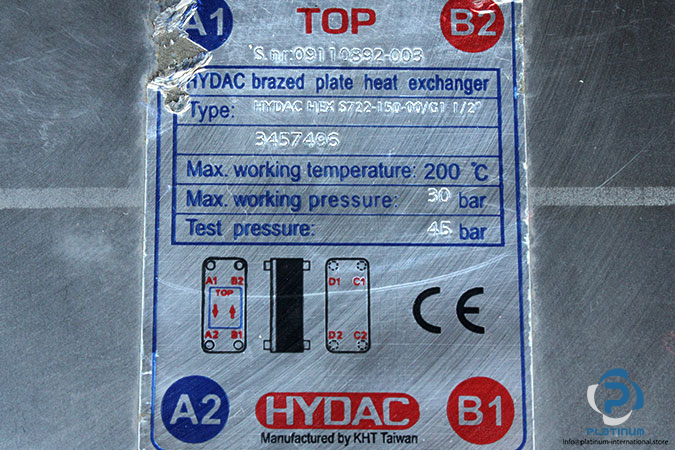 A1 TOP B2
S.nr:09110892-003
HYDAC brazed plate heat exchanger
Type: HYDAC HEX S722-150-00/G1 1/2"
3457496
Max. working temperature: 200 °C
Max. working pressure: 30 bar
Test pressure: 45 bar
A1 B2 D1 C1
TOP
A2 B1 D2 C2
CE
A2 HYDAC B1
Manufactured by KHT Taiwan
PLATINUM
info@platinum-international.store